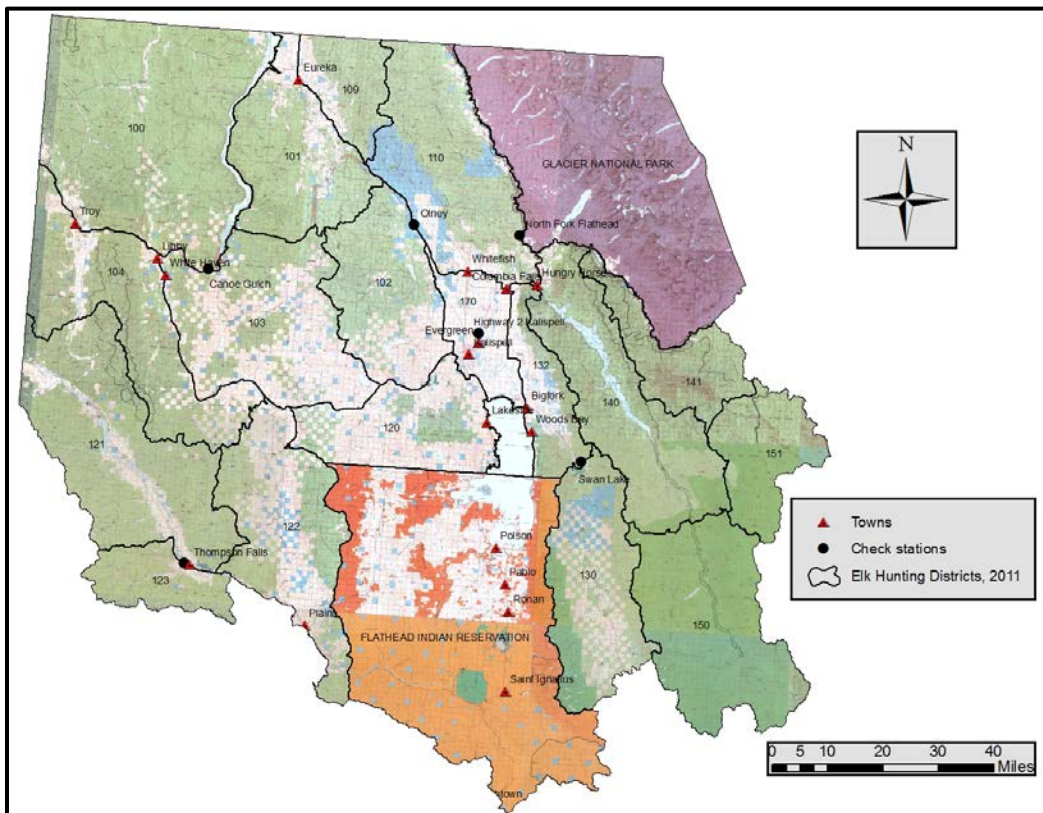 Eureka
109
100
101
110
N
GLACIER NATIONAL PARK
Troy
Olney
North Fork Flathead
Libby
White Haven
Whitefish
104
Canoe Gulch
102
Columbia Fa
Hungry Horse
170
103
Highway 2 Kalispell
Evergreen
Kalispell
132
141
140
Bigfork
Lakeside
Woods Bay
120
121
151
Swan Lake
Towns
Check stations
Elk Hunting Districts, 2011
122
Polson
Thompson Falls
123
130
Pablo
Ronan
Plains
150
FLATHEAD INDIAN RESERVATION
Saint Ignatius
0 5 10 20 30 40
Miles